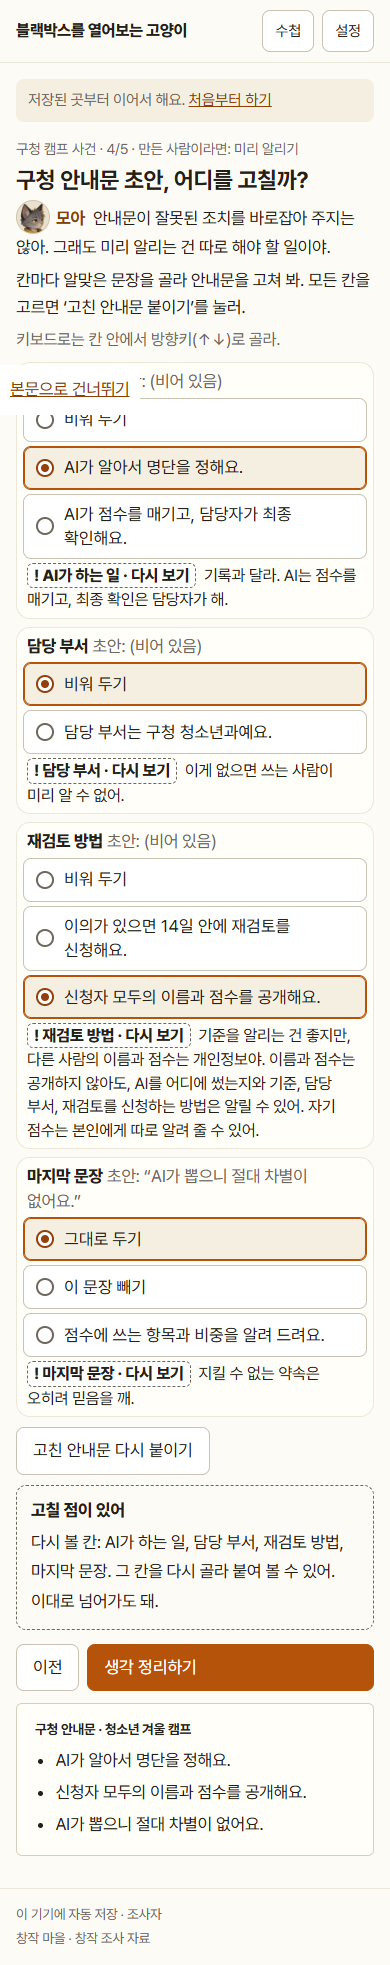 블랙박스를 열어보는 고양이
수첩
설정
저장된 곳부터 이어서 해요. 처음부터 하기
구청 캠프 사건 · 4/5 · 만든 사람이라면: 미리 알리기
구청 안내문 초안, 어디를 고칠까?
모아 안내문이 잘못된 조치를 바로잡아 주지는
않아. 그래도 미리 알리는 건 따로 해야 할 일이야.
칸마다 알맞은 문장을 골라 안내문을 고쳐 봐. 모든 칸을
고르면 ‘고친 안내문 붙이기’를 눌러.
키보드로는 칸 안에서 방향키(↑↓)로 골라.
본문으로 건너뛰기
: (비어 있음)
비워 두기
AI가 알아서 명단을 정해요.
AI가 점수를 매기고, 담당자가 최종
확인해요.
! AI가 하는 일 · 다시 보기 기록과 달라. AI는 점수를
매기고, 최종 확인은 담당자가 해.
담당 부서 초안: (비어 있음)
비워 두기
담당 부서는 구청 청소년과예요.
! 담당 부서 · 다시 보기 이게 없으면 쓰는 사람이
미리 알 수 없어.
재검토 방법 초안: (비어 있음)
비워 두기
이의가 있으면 14일 안에 재검토를
신청해요.
신청자 모두의 이름과 점수를 공개해요.
! 재검토 방법 · 다시 보기 기준을 알리는 건 좋지만,
다른 사람의 이름과 점수는 개인정보야. 이름과 점수는
공개하지 않아도, AI를 어디에 썼는지와 기준, 담당
부서, 재검토를 신청하는 방법은 알릴 수 있어. 자기
점수는 본인에게 따로 알려 줄 수 있어.
마지막 문장 초안: “AI가 뽑으니 절대 차별이
없어요.”
그대로 두기
이 문장 빼기
점수에 쓰는 항목과 비중을 알려 드려요.
! 마지막 문장 · 다시 보기 지킬 수 없는 약속은
오히려 믿음을 깨.
고친 안내문 다시 붙이기
고칠 점이 있어
다시 볼 칸: AI가 하는 일, 담당 부서, 재검토 방법,
마지막 문장. 그 칸을 다시 골라 붙여 볼 수 있어.
이대로 넘어가도 돼.
이전
생각 정리하기
구청 안내문 · 청소년 겨울 캠프
• AI가 알아서 명단을 정해요.
• 신청자 모두의 이름과 점수를 공개해요.
• AI가 뽑으니 절대 차별이 없어요.
이 기기에 자동 저장 · 조사자
창작 마을 · 창작 조사 자료